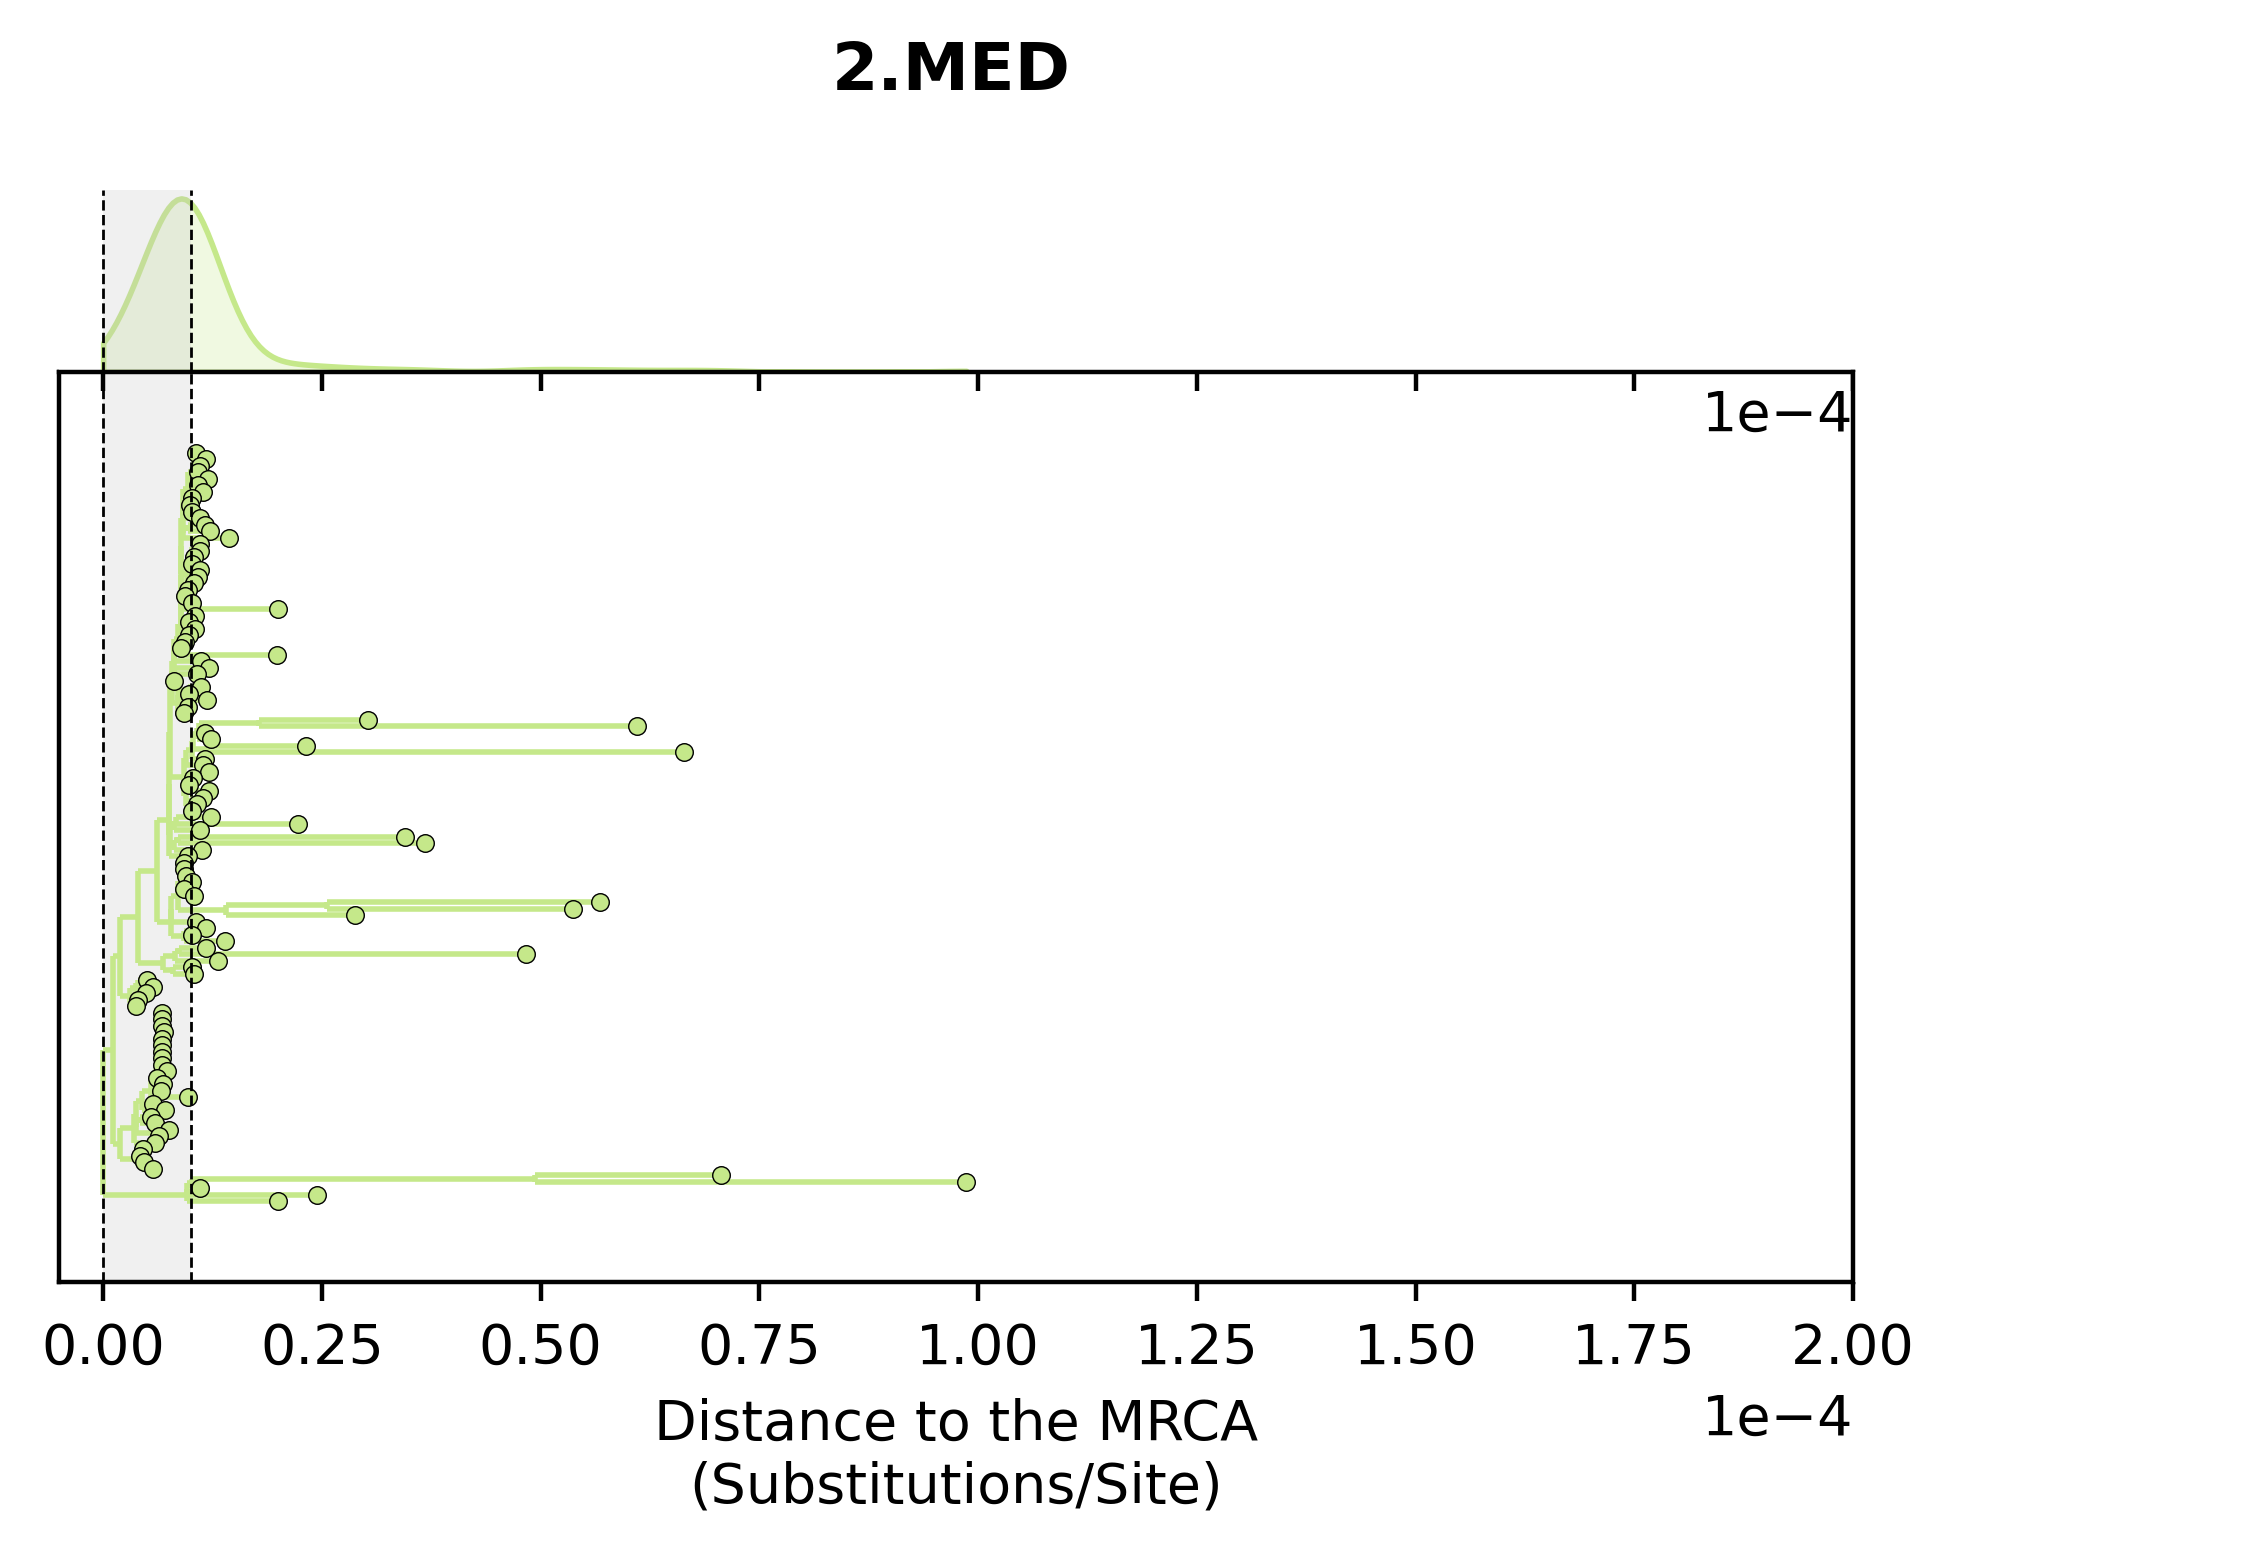 2.MED
1e−4
0.00 0.25 0.50 0.75 1.00 1.25 1.50 1.75 2.00
Distance to the MRCA
1e−4
(Substitutions/Site)